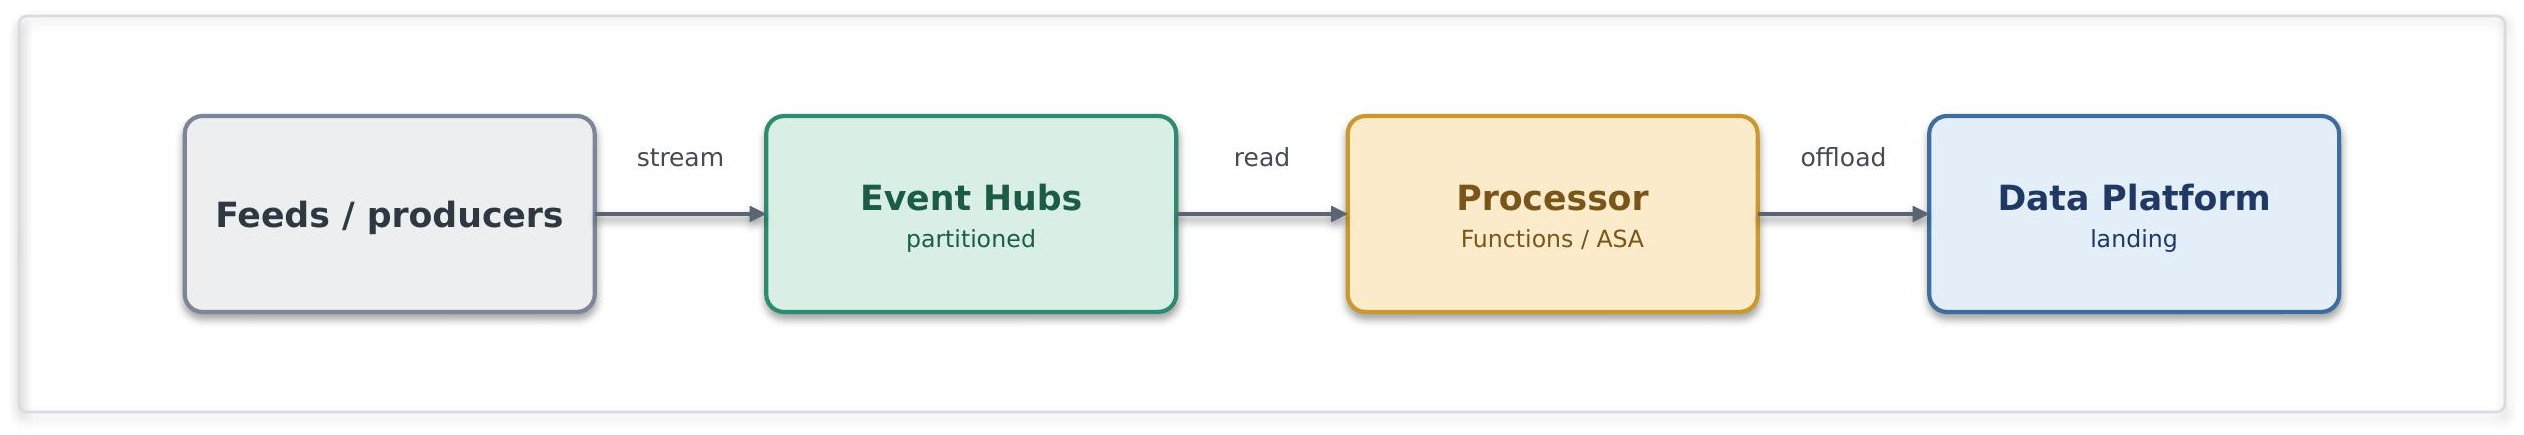 Feeds / producers
stream
Event Hubs
partitioned
read
Processor
Functions / ASA
offload
Data Platform
landing